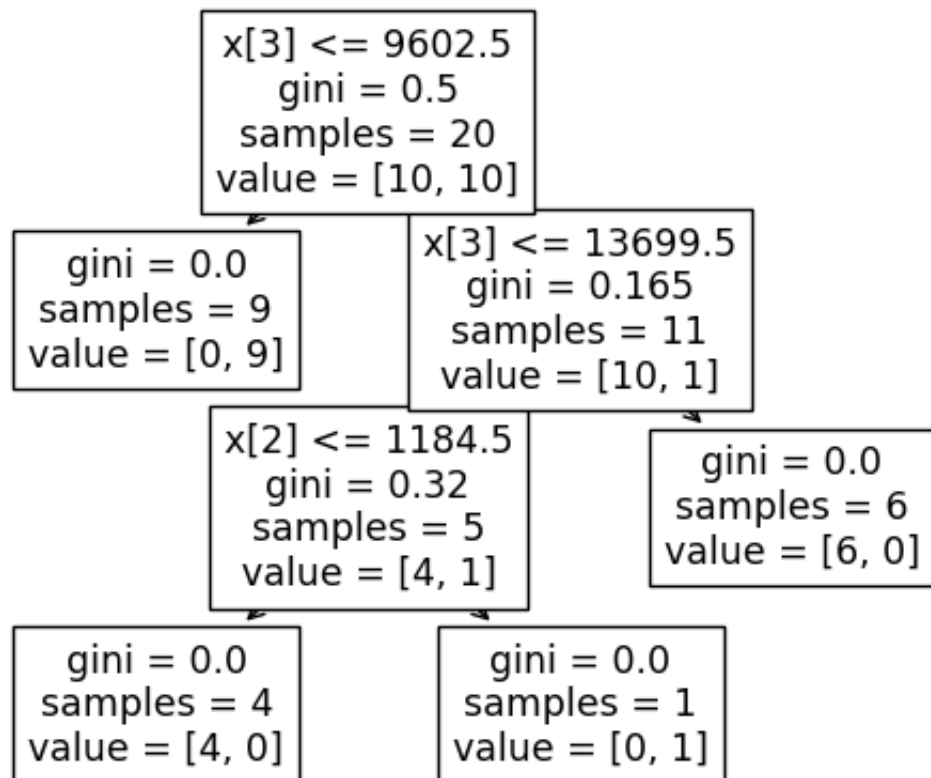 x[3] <= 9602.5
gini = 0.5
samples = 20
value = [10, 10]
gini = 0.0
samples = 9
value = [0, 9]
x[3] <= 13699.5
gini = 0.165
samples = 11
value = [10, 1]
x[2] <= 1184.5
gini = 0.32
samples = 5
value = [4, 1]
gini = 0.0
samples = 6
value = [6, 0]
gini = 0.0
samples = 4
value = [4, 0]
gini = 0.0
samples = 1
value = [0, 1]